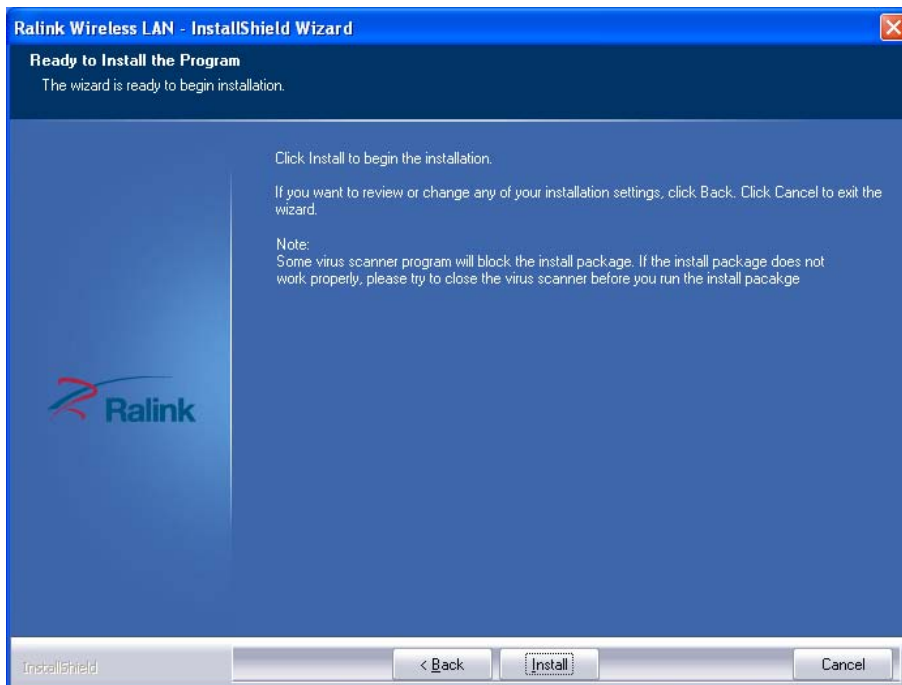 Ralink Wireless LAN - InstallShield Wizard
Ready to Install the Program
The wizard is ready to begin installation.
Click Install to begin the installation.
If you want to review or change any of your installation settings, click Back. Click Cancel to exit the
wizard.
Note:
Some virus scanner program will block the install package. If the install package does not
work properly, please try to close the virus scanner before you run the install pacakge
Ralink
InstallShield
< Back
Install
Cancel